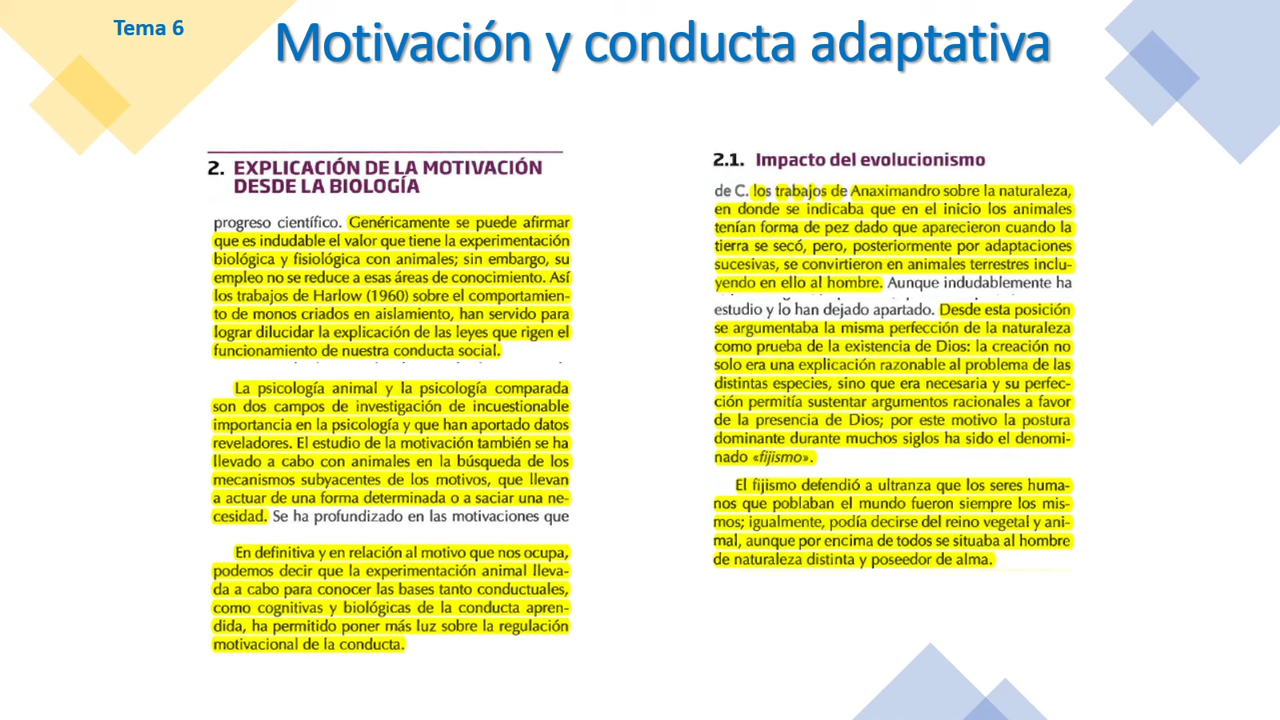 Tema 6
Motivación y conducta adaptativa
2. EXPLICACIÓN DE LA MOTIVACIÓN
DESDE LA BIOLOGÍA
progreso científico. Genéricamente se puede afirmar
que es indudable el valor que tiene la experimentación
biológica y fisiológica con animales; sin embargo, su
empleo no se reduce a esas áreas de conocimiento. Así
los trabajos de Harlow (1960) sobre el comportamien-
to de monos criados en aislamiento, han servido para
lograr dilucidar la explicación de las leyes que rigen el
funcionamiento de nuestra conducta social.
La psicología animal y la psicología comparada
son dos campos de investigación de incuestionable
importancia en la psicología y que han aportado datos
reveladores. El estudio de la motivación también se ha
llevado a cabo con animales en la búsqueda de los
mecanismos subyacentes de los motivos, que llevan
a actuar de una forma determinada o a saciar una ne-
cesidad. Se ha profundizado en las motivaciones que
En definitiva y en relación al motivo que nos ocupa,
podemos decir que la experimentación animal lleva-
da a cabo para conocer las bases tanto conductuales,
como cognitivas y biológicas de la conducta apren-
dida, ha permitido poner más luz sobre la regulación
motivacional de la conducta.
2.1. Impacto del evolucionismo
de C. los trabajos de Anaximandro sobre la naturaleza,
en donde se indicaba que en el inicio los animales
tenían forma de pez dado que aparecieron cuando la
tierra se secó, pero, posteriormente por adaptaciones
sucesivas, se convirtieron en animales terrestres inclu-
yendo en ello al hombre. Aunque indudablemente ha
estudio y lo han dejado apartado. Desde esta posición
se argumentaba la misma perfección de la naturaleza
como prueba de la existencia de Dios: la creación no
solo era una explicación razonable al problema de las
distintas especies, sino que era necesaria y su perfec-
ción permitía sustentar argumentos racionales a favor
de la presencia de Dios; por este motivo la postura
dominante durante muchos siglos ha sido el denomi-
nado «fijismo».
El fijismo defendió a ultranza que los seres huma-
nos que poblaban el mundo fueron siempre los mis-
mos; igualmente, podía decirse del reino vegetal y ani-
mal, aunque por encima de todos se situaba al hombre
de naturaleza distinta y poseedor de alma.